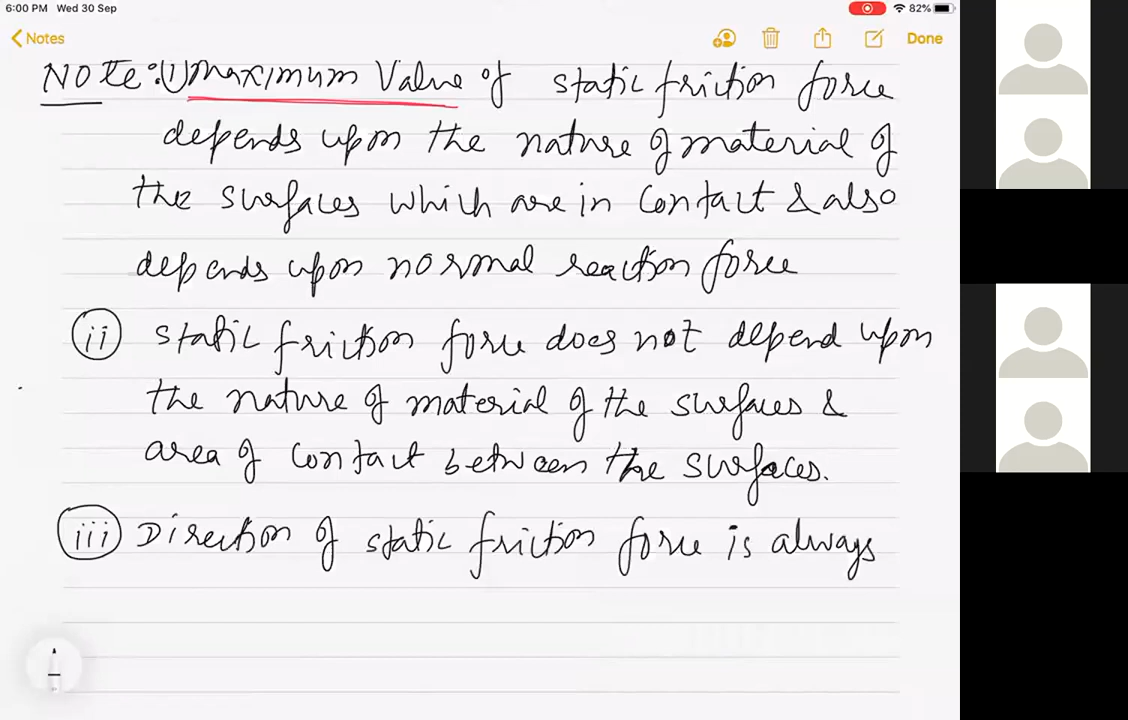 6:00 PM Wed 30 Sep
82%
Notes
Done
NOTE :(i) Maximum Value of static friction force
depends upon the nature of material of
the surfaces which are in contact & also
depends upon normal reaction force
(ii) static friction force does not depend upon
the nature of material of the surfaces &
area of contact between the surfaces.
(iii) Direction of static friction force is always